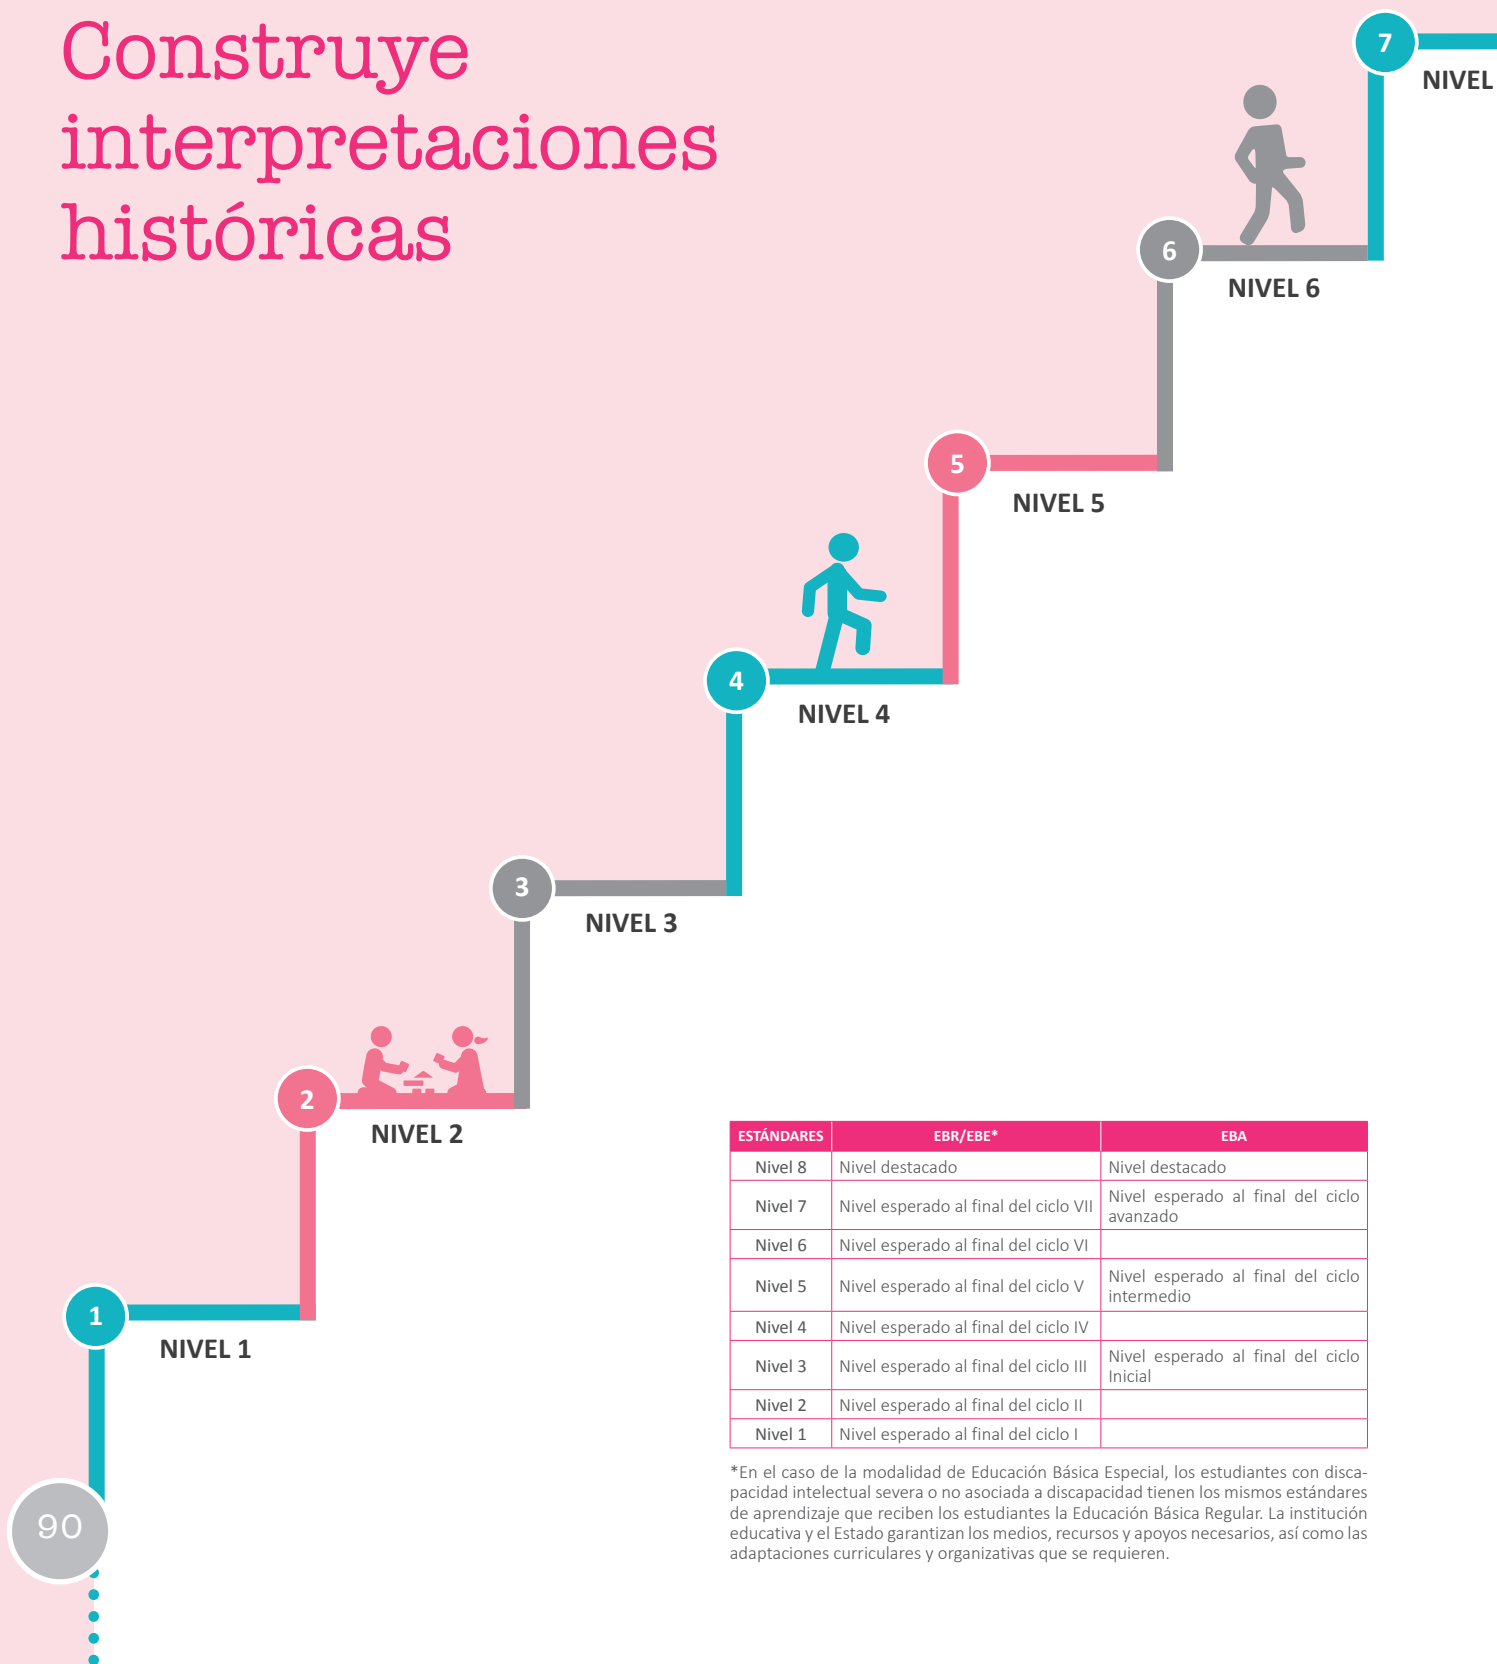 Construye
interpretaciones
históricas
7
NIVEL
6
NIVEL 6
5
NIVEL 5
4
NIVEL 4
3
NIVEL 3
2
NIVEL 2
1
NIVEL 1
ESTÁNDARES EBR/EBE* EBA
Nivel 8 Nivel destacado Nivel destacado
Nivel 7 Nivel esperado al final del ciclo VII Nivel esperado al final del ciclo
avanzado
Nivel 6 Nivel esperado al final del ciclo VI
Nivel 5 Nivel esperado al final del ciclo V Nivel esperado al final del ciclo
intermedio
Nivel 4 Nivel esperado al final del ciclo IV
Nivel 3 Nivel esperado al final del ciclo III Nivel esperado al final del ciclo
Inicial
Nivel 2 Nivel esperado al final del ciclo II
Nivel 1 Nivel esperado al final del ciclo I
*En el caso de la modalidad de Educación Básica Especial, los estudiantes con disca-
pacidad intelectual severa o no asociada a discapacidad tienen los mismos estándares
de aprendizaje que reciben los estudiantes la Educación Básica Regular. La institución
educativa y el Estado garantizan los medios, recursos y apoyos necesarios, así como las
adaptaciones curriculares y organizativas que se requieren.
90